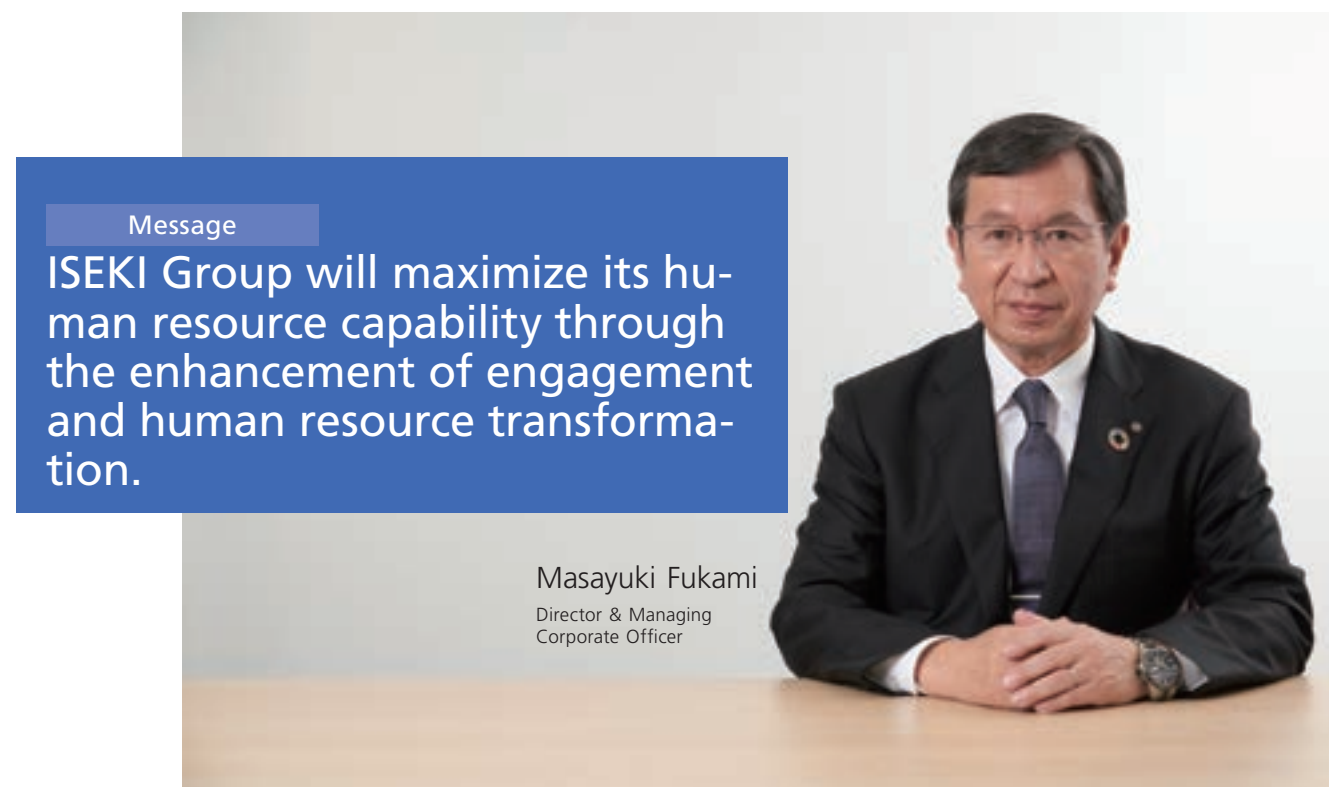 Message
ISEKI Group will maximize its hu-
man resource capability through
the enhancement of engagement
and human resource transforma-
tion.
Masayuki Fukami
Director & Managing
Corporate Officer